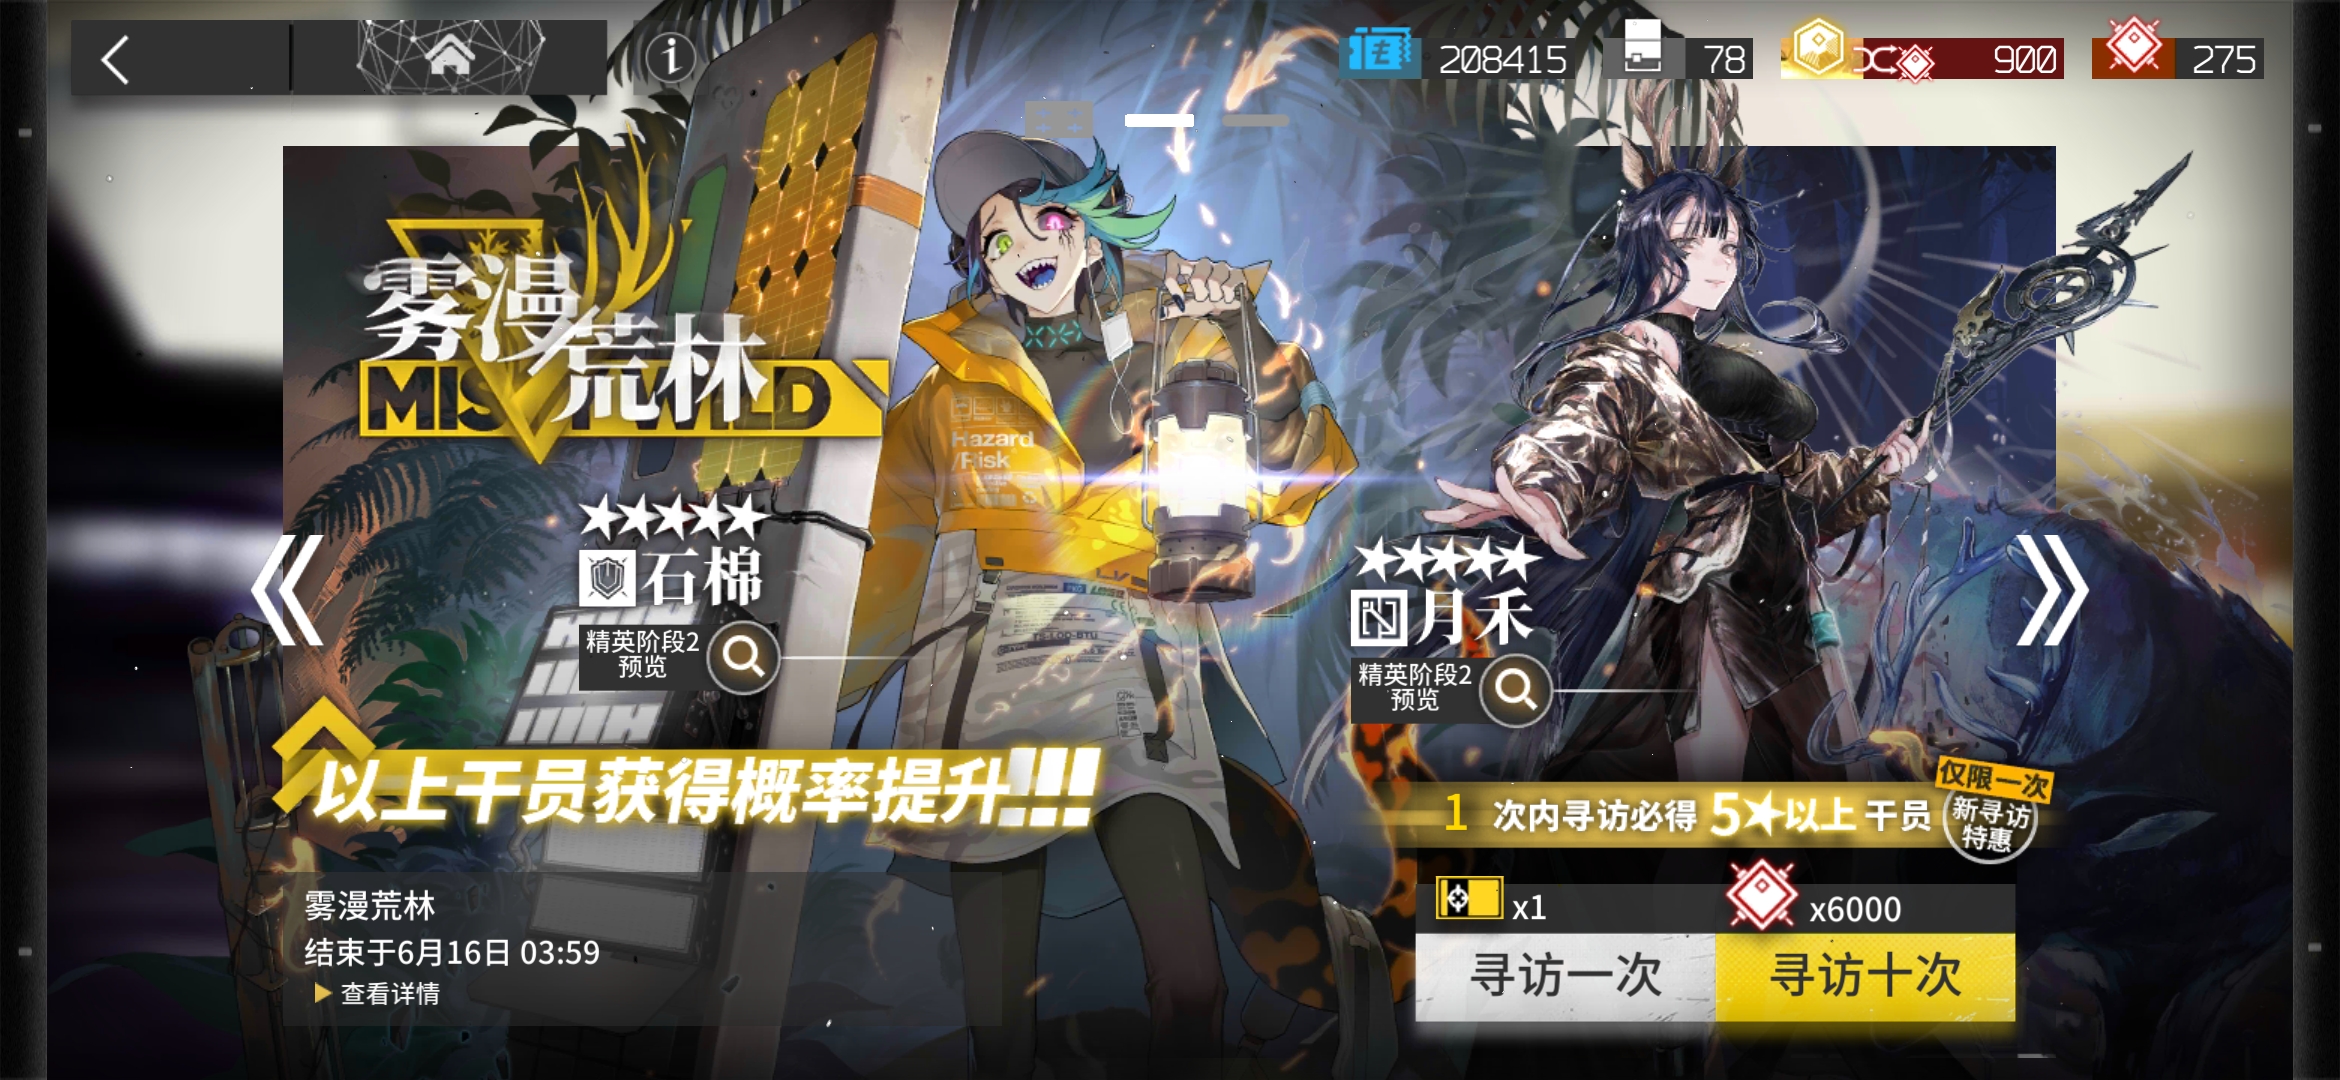 208415
78
900
275
雾漫
荒林
MISTWILD
Hazard
/Risk
石棉
精英阶段2
预览
月禾
精英阶段2
预览
以上干员获得概率提升!!!
仅限一次
1 次内寻访必得 5★以上 干员
新寻访
特惠
雾漫荒林
结束于6月16日 03:59
查看详情
x1
x6000
寻访一次
寻访十次